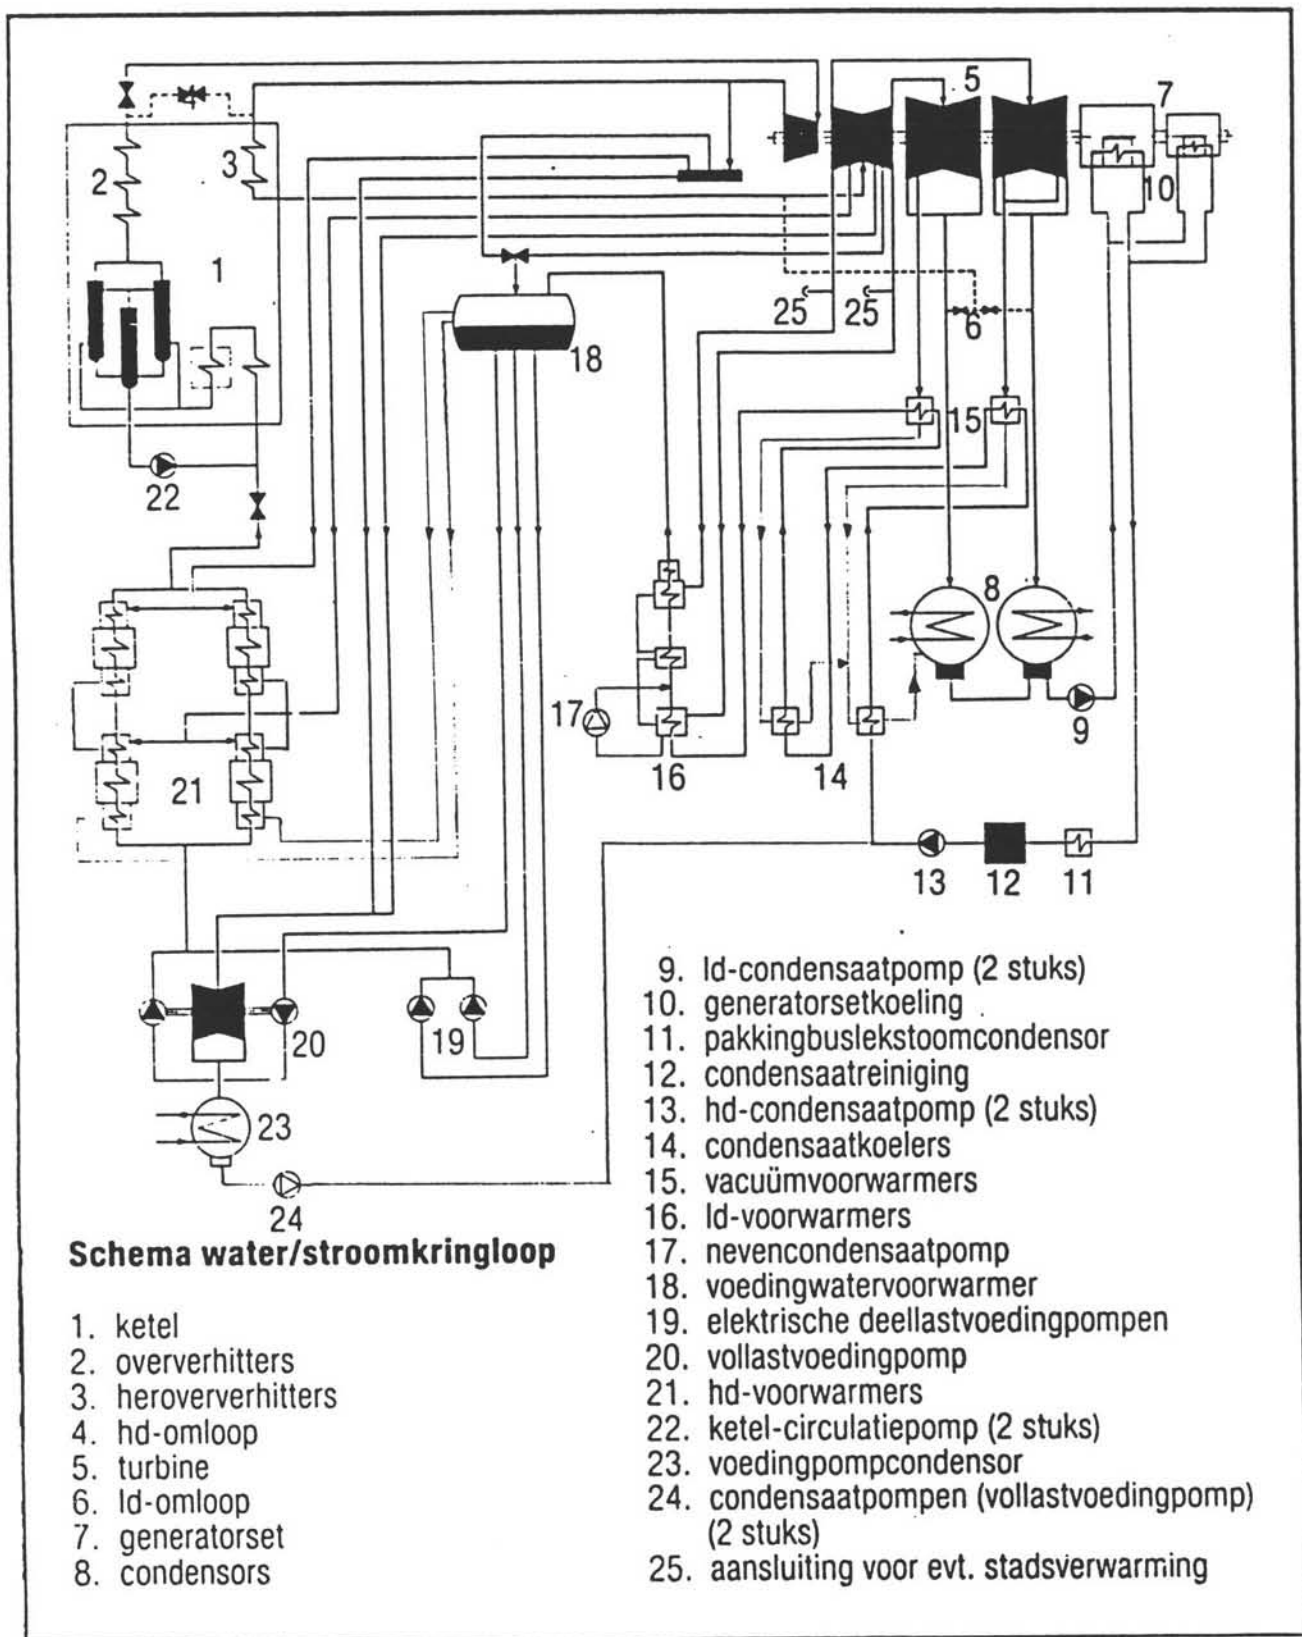 5
7
3
2
10
1
25
25
6
18
15
22
8
17
9
16
14
21
13
12
11
20
19
23
24
Schema water/stroomkringloop
1. ketel
2. oververhitters
3. heroververhitters
4. hd-omloop
5. turbine
6. ld-omloop
7. generatorset
8. condensors
9. ld-condensaatpomp (2 stuks)
10. generatorsetkoeling
11. pakkingbuslekstoomcondensor
12. condensaatreiniging
13. hd-condensaatpomp (2 stuks)
14. condensaatkoelers
15. vacuümvoorwarmers
16. ld-voorwarmers
17. nevencondensaatpomp
18. voedingwatervoorwarmer
19. elektrische deellastvoedingpompen
20. vollastvoedingpomp
21. hd-voorwarmers
22. ketel-circulatiepomp (2 stuks)
23. voedingpompcondensor
24. condensaatpompen (vollastvoedingpomp)
(2 stuks)
25. aansluiting voor evt. stadsverwarming